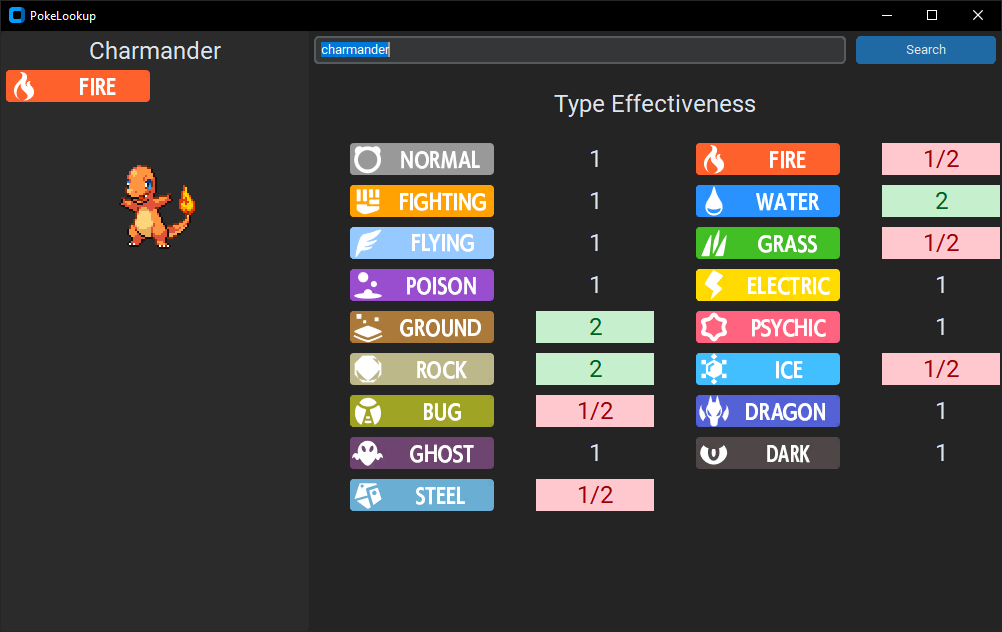 PokeLookup
Charmander
charmander
Search
FIRE
Type Effectiveness
NORMAL 1 FIRE 1/2
FIGHTING 1 WATER 2
FLYING 1 GRASS 1/2
POISON 1 ELECTRIC 1
GROUND 2 PSYCHIC 1
ROCK 2 ICE 1/2
BUG 1/2 DRAGON 1
GHOST 1 DARK 1
STEEL 1/2